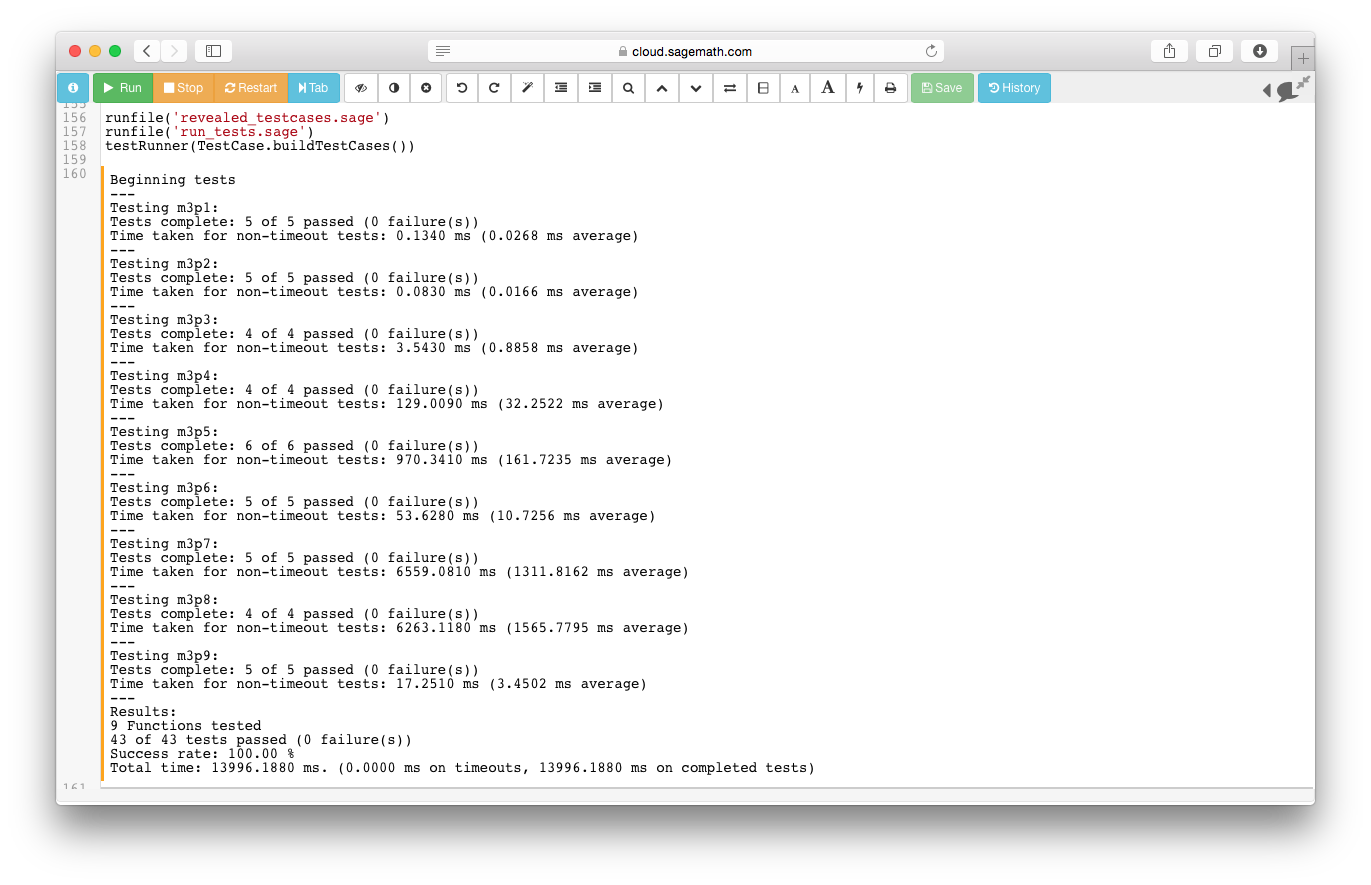 cloud.sagemath.com
Run Stop Restart Tab A A Save History
155
156 runfile('revealed_testcases.sage')
157 runfile('run_tests.sage')
158 testRunner(TestCase.buildTestCases())
159
160
Beginning tests
---
Testing m3p1:
Tests complete: 5 of 5 passed (0 failure(s))
Time taken for non-timeout tests: 0.1340 ms (0.0268 ms average)
---
Testing m3p2:
Tests complete: 5 of 5 passed (0 failure(s))
Time taken for non-timeout tests: 0.0830 ms (0.0166 ms average)
---
Testing m3p3:
Tests complete: 4 of 4 passed (0 failure(s))
Time taken for non-timeout tests: 3.5430 ms (0.8858 ms average)
---
Testing m3p4:
Tests complete: 4 of 4 passed (0 failure(s))
Time taken for non-timeout tests: 129.0090 ms (32.2522 ms average)
---
Testing m3p5:
Tests complete: 6 of 6 passed (0 failure(s))
Time taken for non-timeout tests: 970.3410 ms (161.7235 ms average)
---
Testing m3p6:
Tests complete: 5 of 5 passed (0 failure(s))
Time taken for non-timeout tests: 53.6280 ms (10.7256 ms average)
---
Testing m3p7:
Tests complete: 5 of 5 passed (0 failure(s))
Time taken for non-timeout tests: 6559.0810 ms (1311.8162 ms average)
---
Testing m3p8:
Tests complete: 4 of 4 passed (0 failure(s))
Time taken for non-timeout tests: 6263.1180 ms (1565.7795 ms average)
---
Testing m3p9:
Tests complete: 5 of 5 passed (0 failure(s))
Time taken for non-timeout tests: 17.2510 ms (3.4502 ms average)
---
Results:
9 Functions tested
43 of 43 tests passed (0 failure(s))
Success rate: 100.00 %
Total time: 13996.1880 ms. (0.0000 ms on timeouts, 13996.1880 ms on completed tests)
161